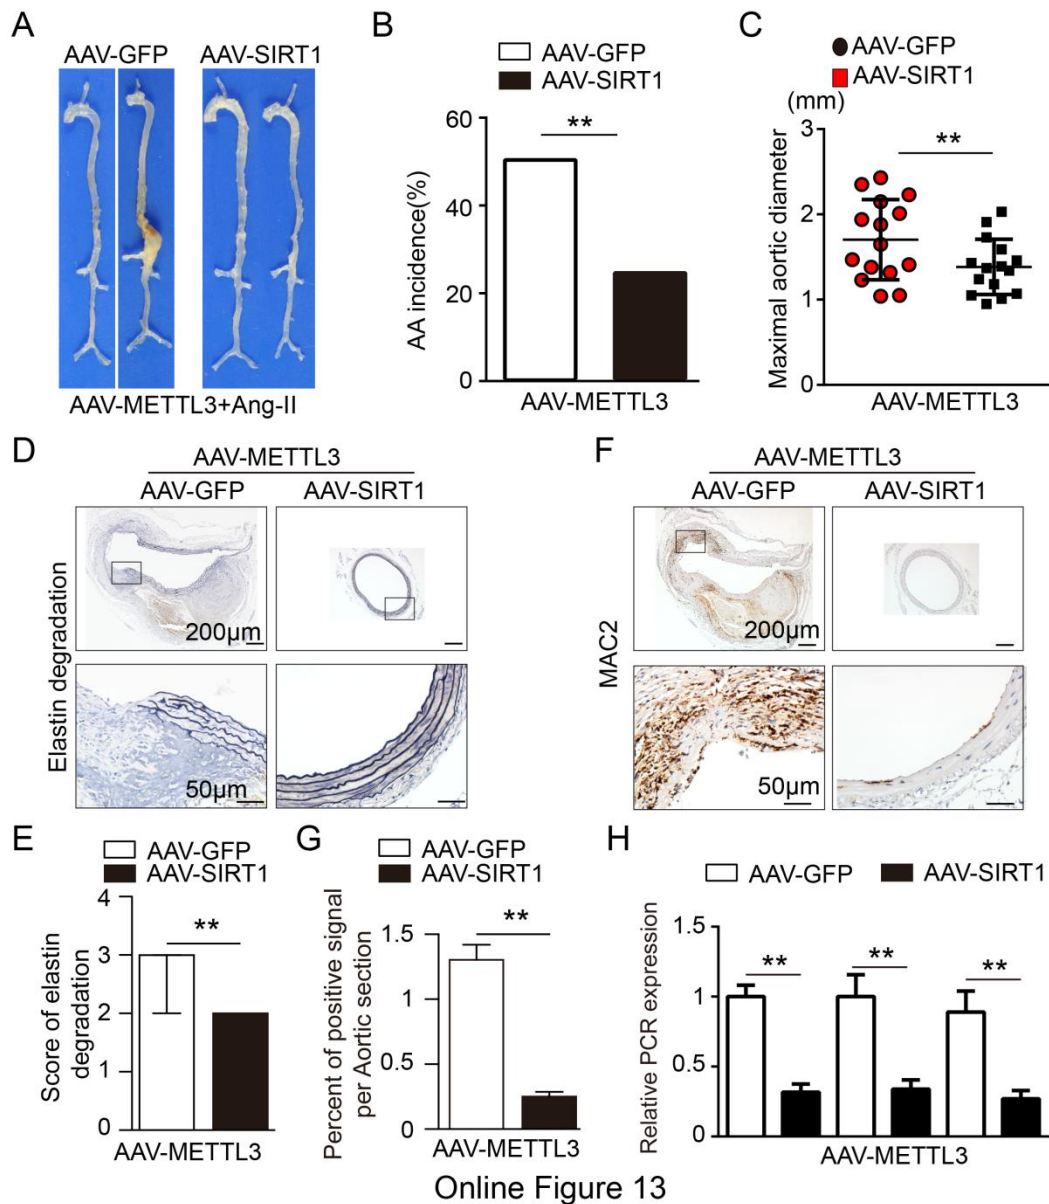 A
AAV-GFP AAV-SIRT1
AAV-METTL3+Ang-II
B
AAV-GFP
AAV-SIRT1
AA incidence(%)
60
40
20
0
**
AAV-METTL3
C
AAV-GFP
AAV-SIRT1
(mm)
Maximal aortic diameter
3
2
1
0
**
AAV-METTL3
D
AAV-METTL3
AAV-GFP AAV-SIRT1
Elastin degradation
200μm
50μm
F
AAV-METTL3
AAV-GFP AAV-SIRT1
MAC2
200μm
50μm
E
AAV-GFP
AAV-SIRT1
Score of elastin
degradation
4
3
2
1
0
**
AAV-METTL3
G
AAV-GFP
AAV-SIRT1
Percent of positive signal
per Aortic section
1.5
1
0.5
0
**
AAV-METTL3
H
AAV-GFP AAV-SIRT1
Relative PCR expression
1.5
1
0.5
0
** ** **
AAV-METTL3
Online Figure 13